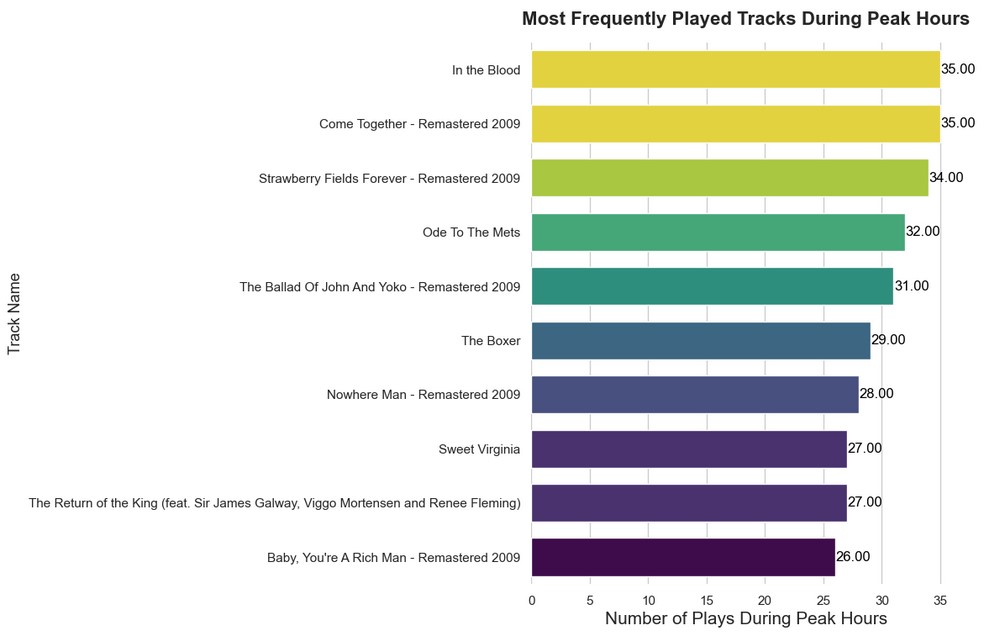 Most Frequently Played Tracks During Peak Hours
Track Name
In the Blood 35.00
Come Together - Remastered 2009 35.00
Strawberry Fields Forever - Remastered 2009 34.00
Ode To The Mets 32.00
The Ballad Of John And Yoko - Remastered 2009 31.00
The Boxer 29.00
Nowhere Man - Remastered 2009 28.00
Sweet Virginia 27.00
The Return of the King (feat. Sir James Galway, Viggo Mortensen and Renee Fleming) 27.00
Baby, You're A Rich Man - Remastered 2009 26.00
0 5 10 15 20 25 30 35
Number of Plays During Peak Hours